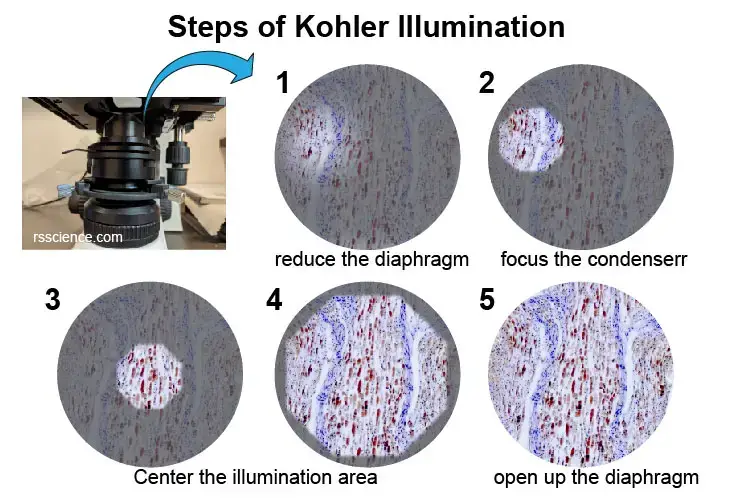 Steps of Kohler Illumination
1
2
rsscience.com
reduce the diaphragm
focus the condenserr
3
4
5
Center the illumination area
open up the diaphragm